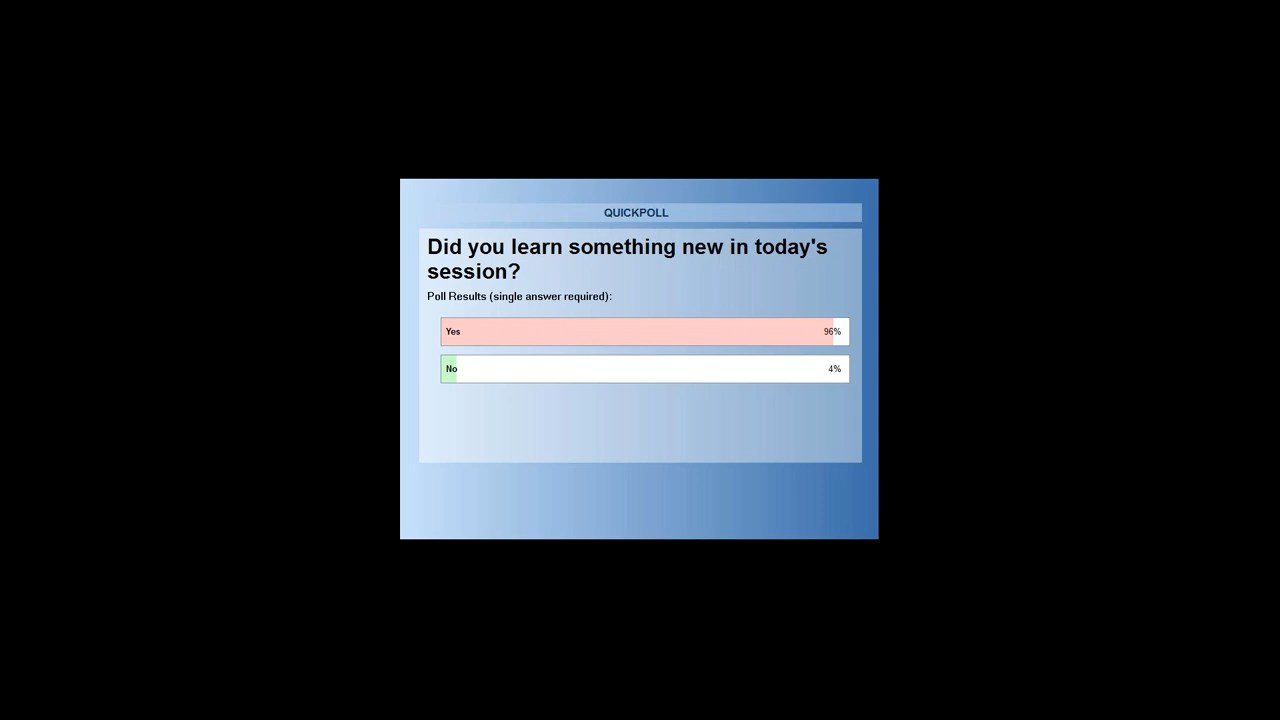 QUICKPOLL
Did you learn something new in today's
session?
Poll Results (single answer required):
Yes 96%
No 4%